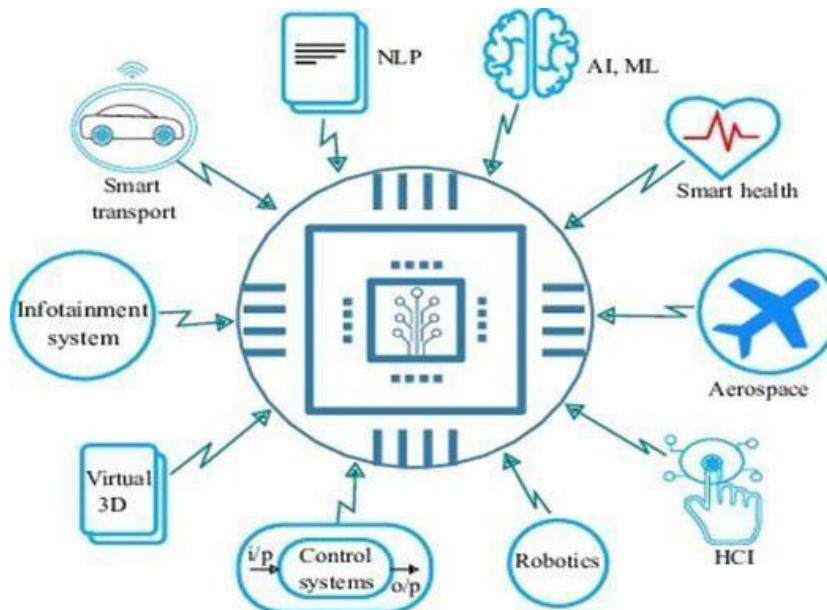 NLP
AI, ML
Smart
transport
Smart health
Infotainment
system
Aerospace
Virtual
3D
i/p
Control
systems
o/p
Robotics
HCI